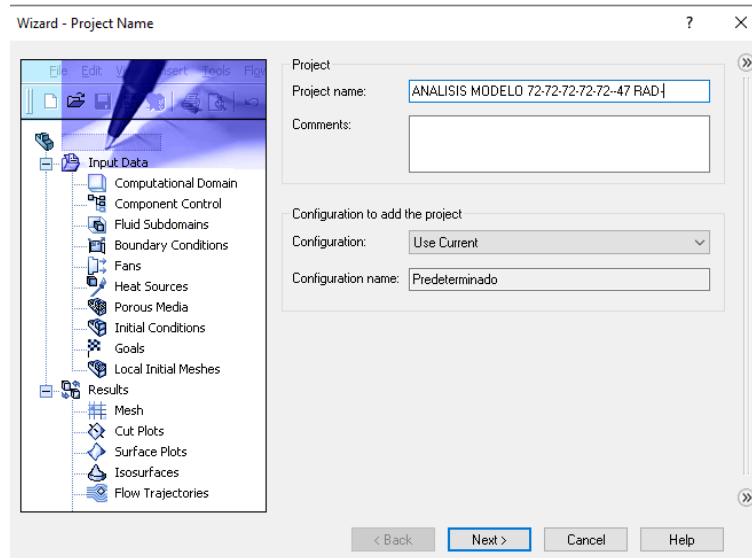 Wizard - Project Name
?
File Edit View Insert Tools Flow
Input Data
Computational Domain
Component Control
Fluid Subdomains
Boundary Conditions
Fans
Heat Sources
Porous Media
Initial Conditions
Goals
Local Initial Meshes
Results
Mesh
Cut Plots
Surface Plots
Isosurfaces
Flow Trajectories
Project
Project name: ANALISIS MODELO 72-72-72-72-72--47 RAD-
Comments:
Configuration to add the project
Configuration: Use Current
Configuration name: Predeterminado
< Back Next > Cancel Help